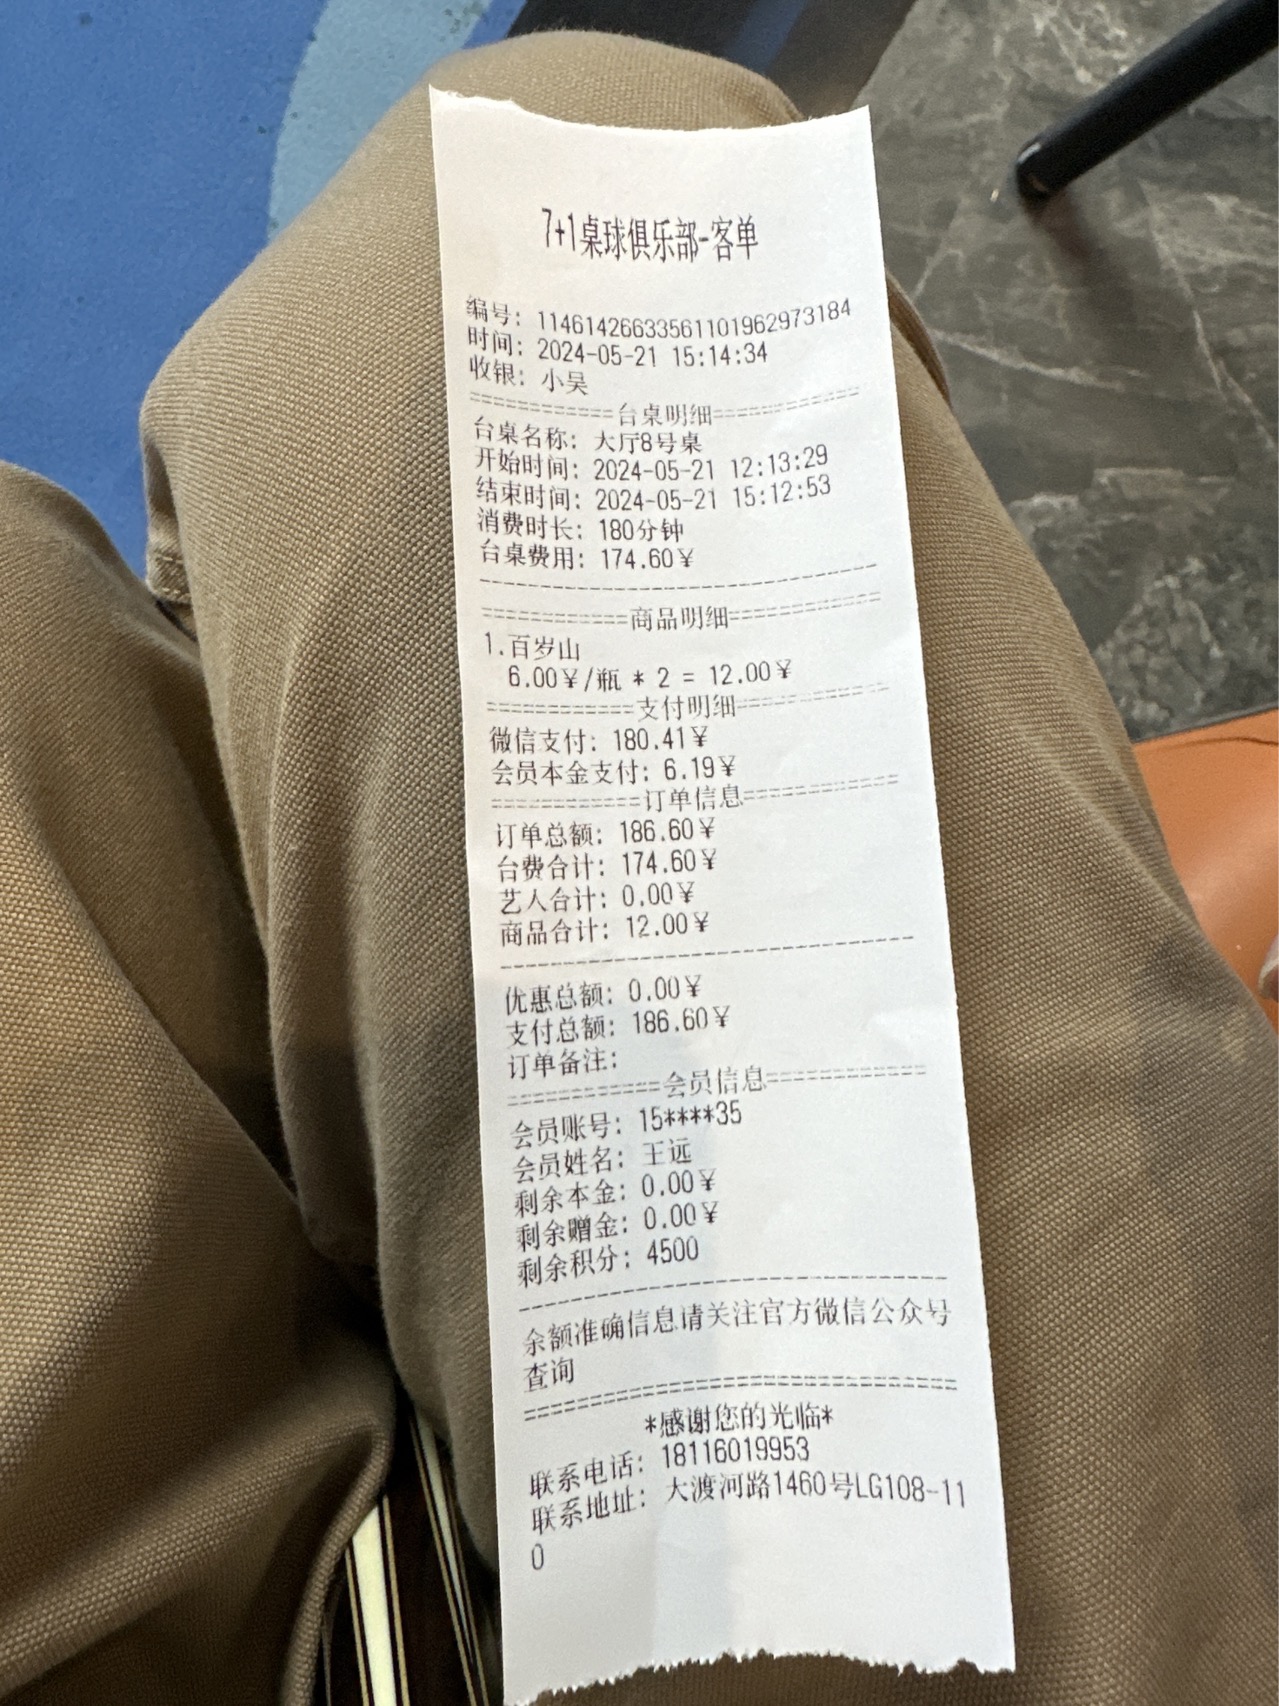 7+1桌球俱乐部-客单
编号: 1146142663356110196297З184
时间: 2024-05-21 15:14:34
收银: 小吴
============台桌明细============
台桌名称: 大厅8号桌
开始时间: 2024-05-21 12:13:29
结束时间: 2024-05-21 15:12:53
消费时长: 180分钟
台桌费用: 174.60¥
--------------------------------
============商品明细============
1.百岁山
6.00¥/瓶 * 2 = 12.00¥
============支付明细============
微信支付: 180.41¥
会员本金支付: 6.19¥
============订单信息============
订单总额: 186.60¥
台费合计: 174.60¥
艺人合计: 0.00¥
商品合计: 12.00¥
--------------------------------
优惠总额: 0.00¥
支付总额: 186.60¥
订单备注:
============会员信息============
会员账号: 15****35
会员姓名: 王远
剩余本金: 0.00¥
剩余赠金: 0.00¥
剩余积分: 4500
--------------------------------
余额准确信息请关注官方微信公众号
查询
================================
*感谢您的光临*
联系电话: 18116019953
联系地址: 大渡河路1460号LG108-11
0